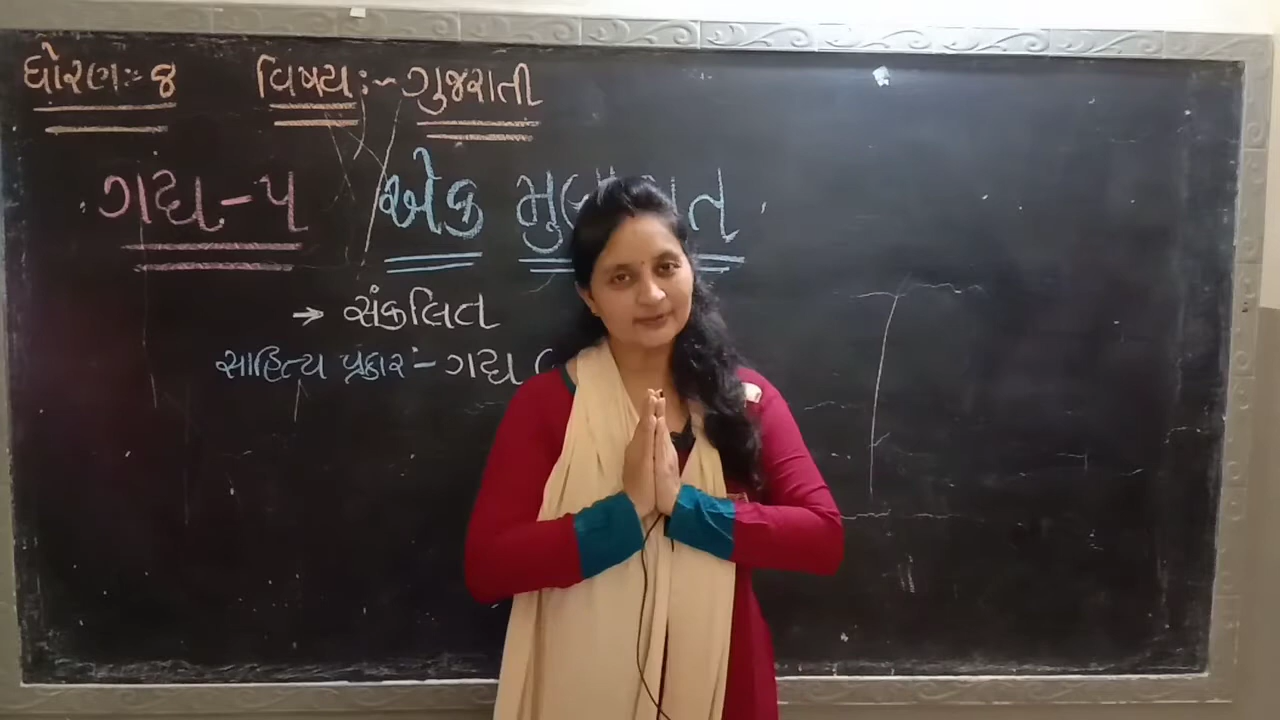 ધોરણઃ- ૪ વિષય:- ગુજરાતી
ગદ્ય-૫ એક
→ સંકલિત
સાહિત્ય પ્રકારઃ- ગદ્ય